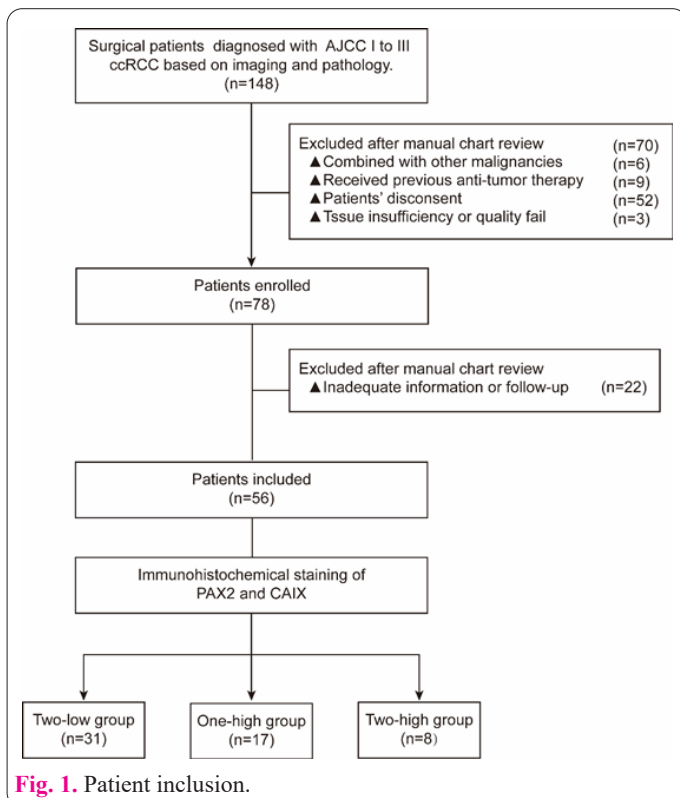 Surgical patients diagnosed with AJCC I to III
ccRCC based on imaging and pathology.
(n=148)
Excluded after manual chart review (n=70)
▲Combined with other malignancies (n=6)
▲Received previous anti-tumor therapy (n=9)
▲Patients' disconsent (n=52)
▲Tssue insufficiency or quality fail (n=3)
Patients enrolled
(n=78)
Excluded after manual chart review
▲Inadequate information or follow-up (n=22)
Patients included
(n=56)
Immunohistochemical staining of
PAX2 and CAIX
Two-low group
(n=31)
One-high group
(n=17)
Two-high group
(n=8)
Fig. 1. Patient inclusion.